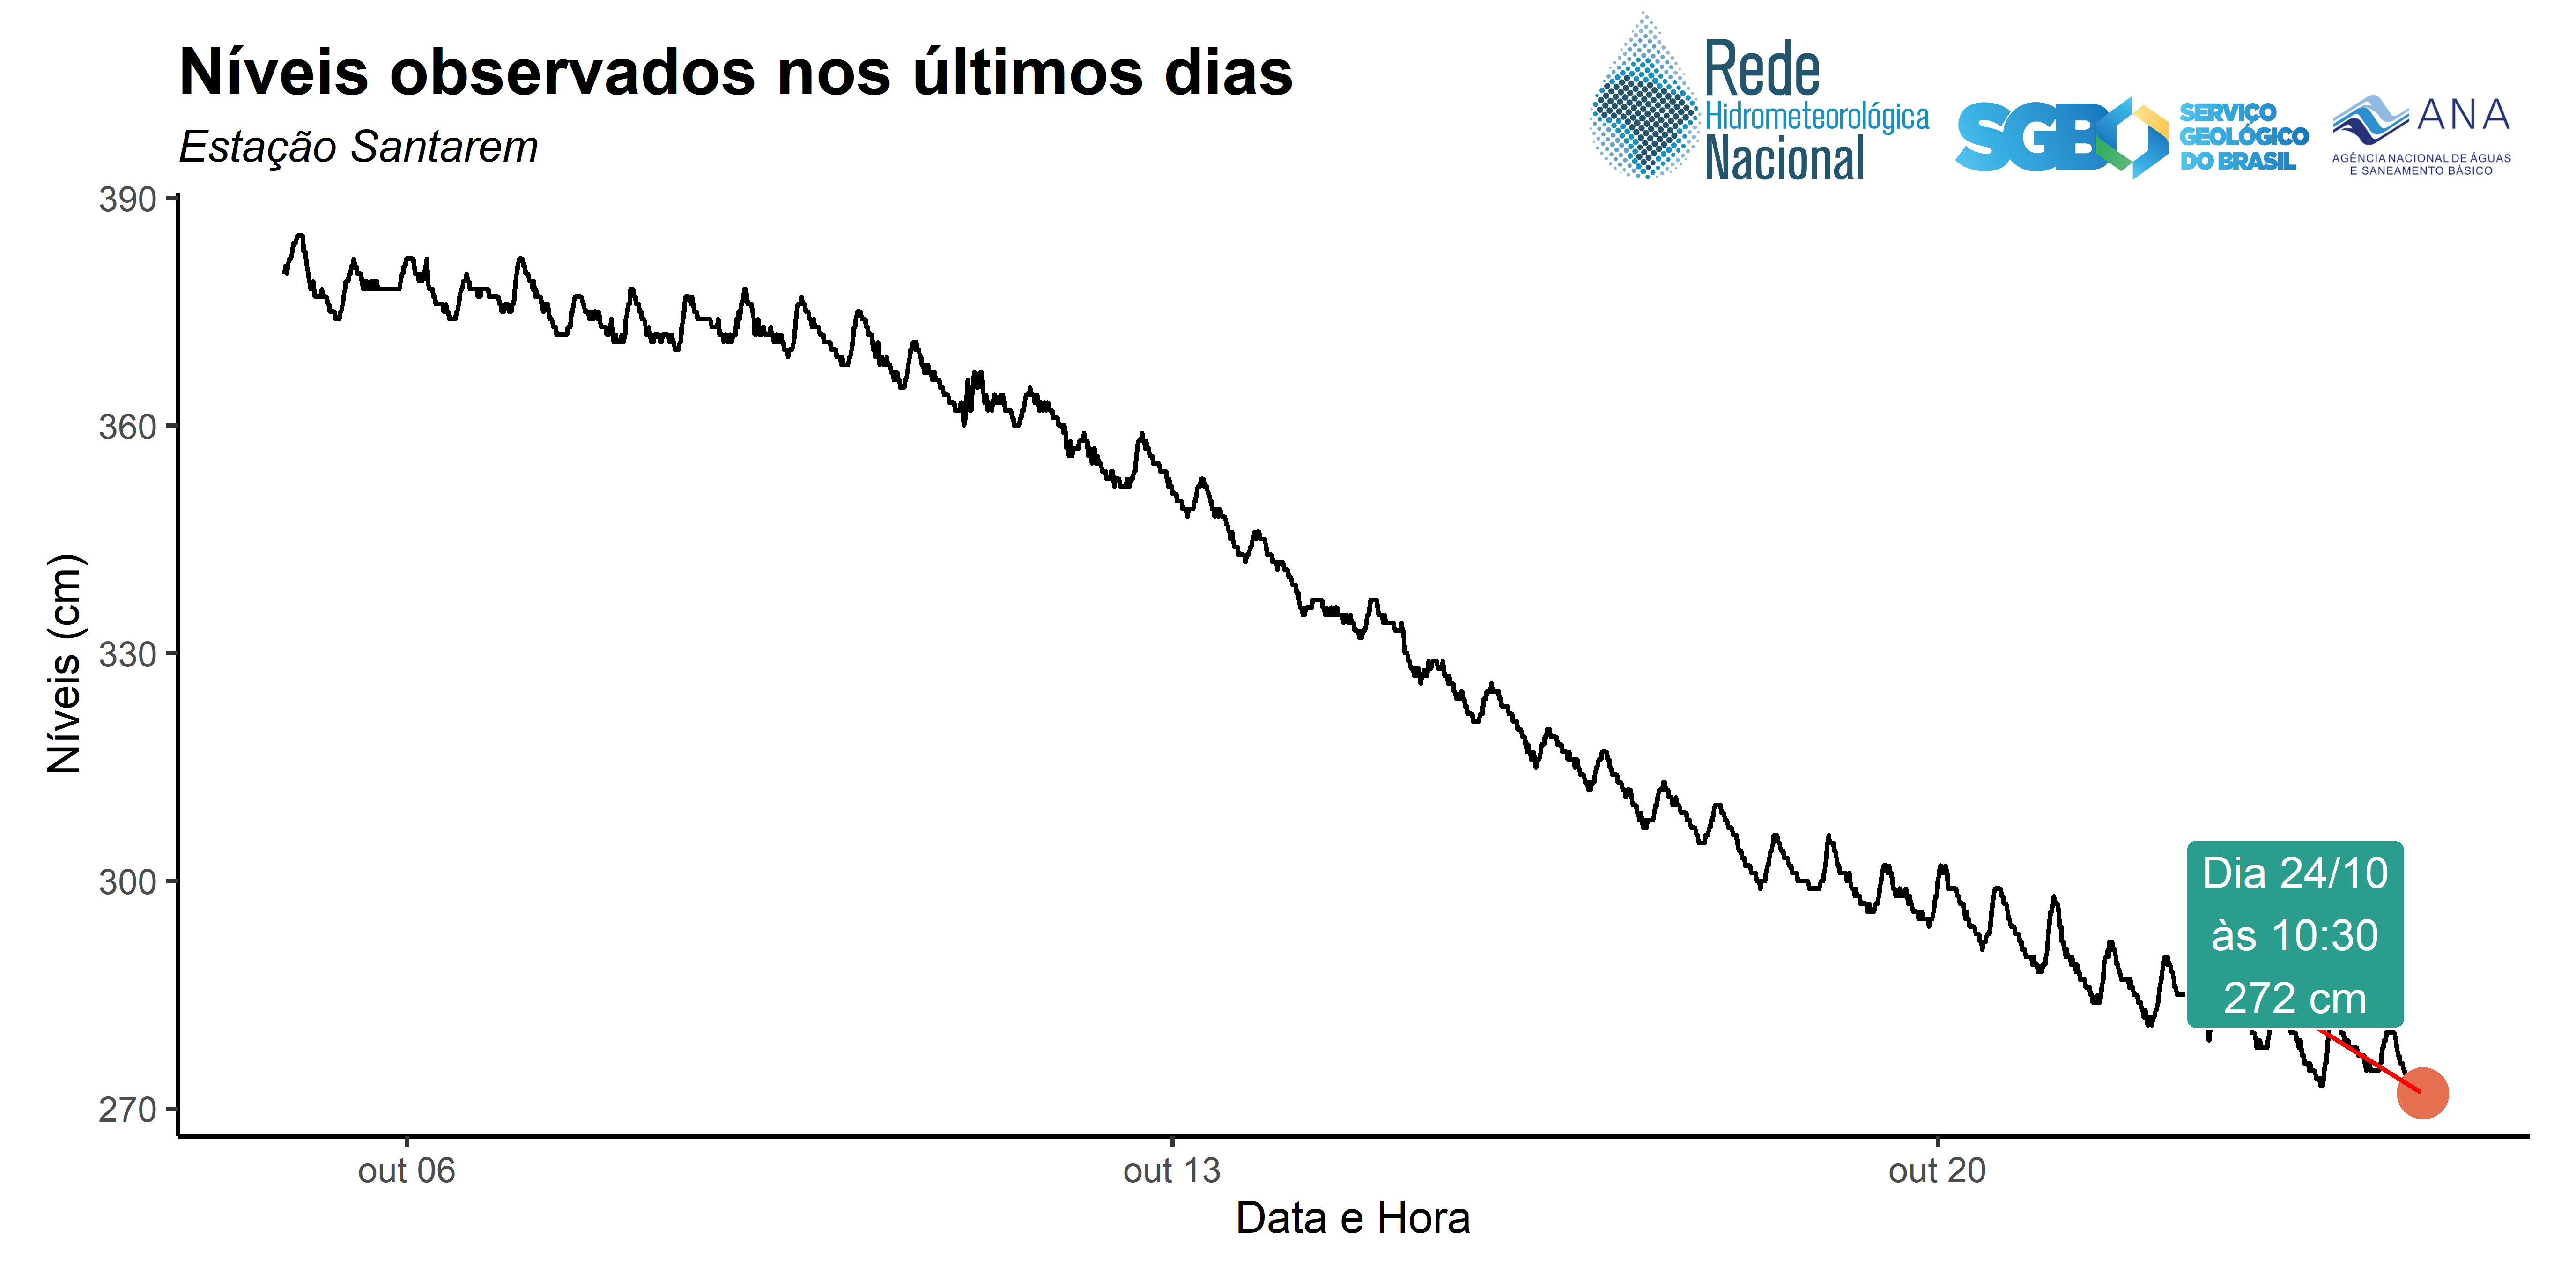 Níveis observados nos últimos dias
Estação Santarem
Rede
Hidrometeorológica
Nacional
SGB
SERVIÇO
GEOLÓGICO
DO BRASIL
ANA
AGÊNCIA NACIONAL DE ÁGUAS
E SANEAMENTO BÁSICO
Níveis (cm)
390
360
330
300
270
Dia 24/10
às 10:30
272 cm
out 06
out 13
out 20
Data e Hora